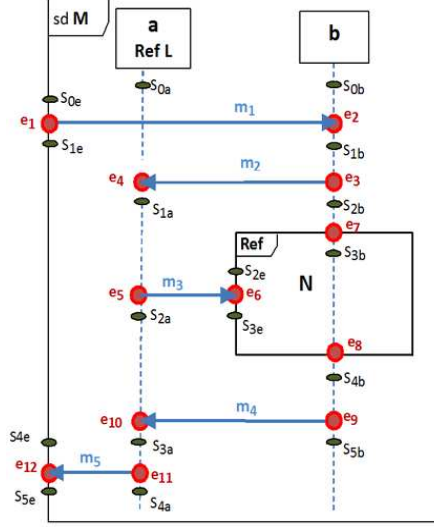 sd M
a
Ref L
b
S0e
S0a
S0b
e1
m1
e2
S1e
S1b
e4
m2
e3
S1a
S2b
e7
Ref
S3b
S2e
N
e5
m3
e6
S2a
S3e
e8
S4b
e10
m4
e9
S4e
S3a
S5b
e12
m5
e11
S5e
S4a